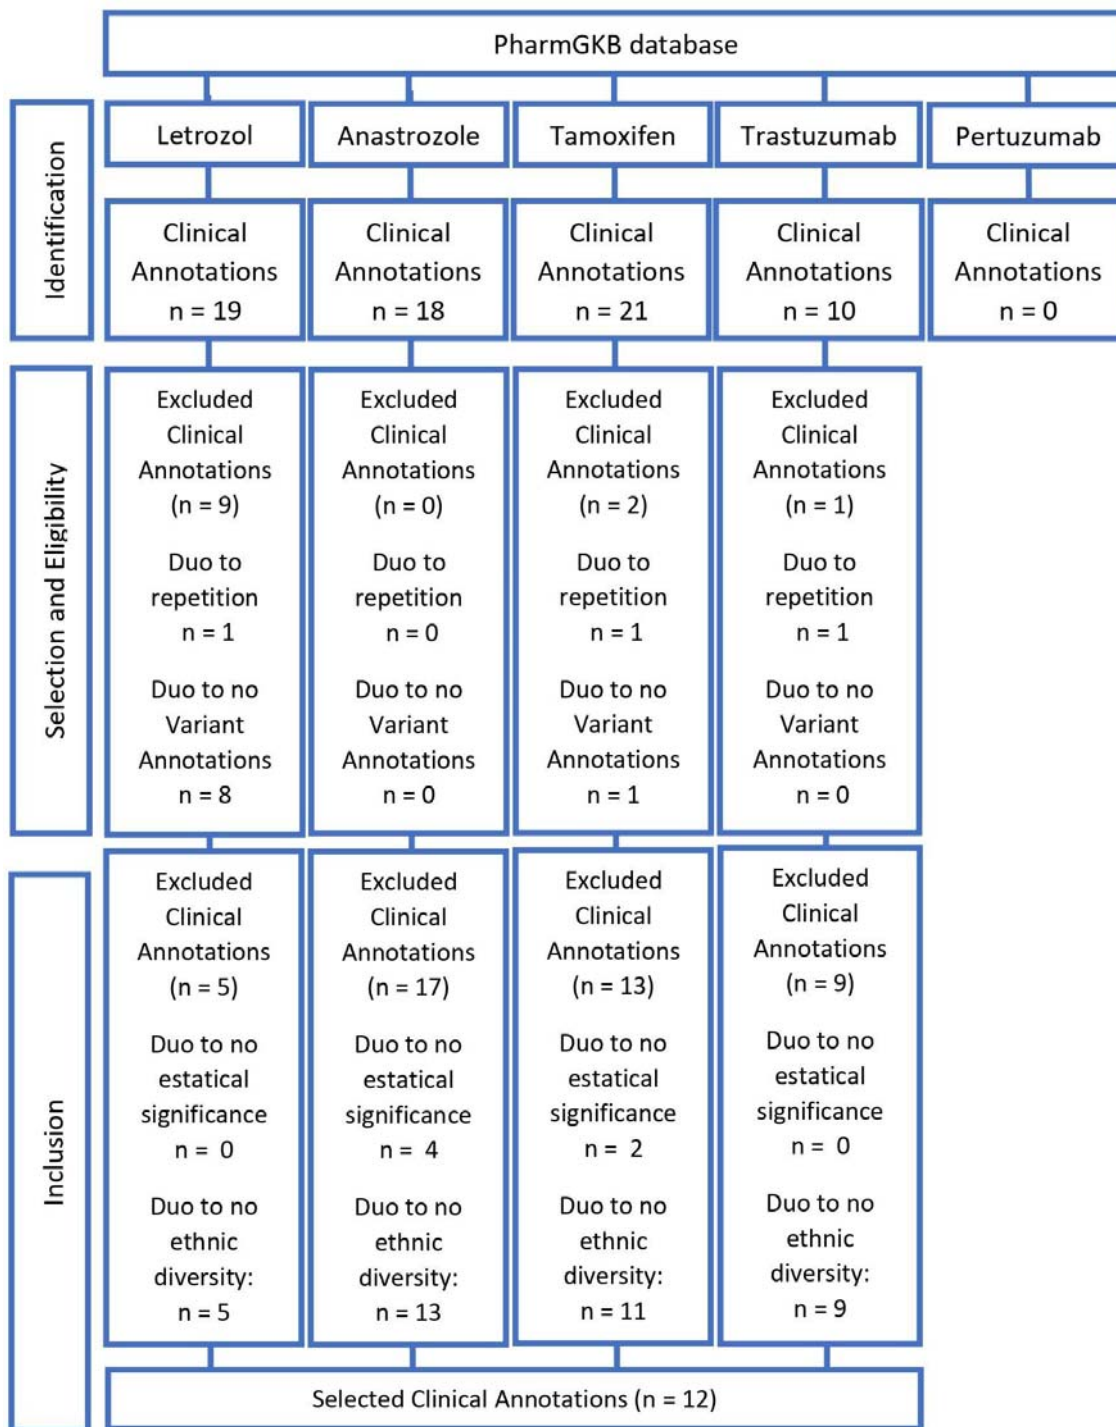 PharmGKB database
Identification
Letrozol
Anastrozole
Tamoxifen
Trastuzumab
Pertuzumab
Clinical
Annotations
n = 19
Clinical
Annotations
n = 18
Clinical
Annotations
n = 21
Clinical
Annotations
n = 10
Clinical
Annotations
n = 0
Selection and Eligibility
Excluded
Clinical
Annotations
(n = 9)
Duo to
repetition
n = 1
Duo to no
Variant
Annotations
n = 8
Excluded
Clinical
Annotations
(n = 0)
Duo to
repetition
n = 0
Duo to no
Variant
Annotations
n = 0
Excluded
Clinical
Annotations
(n = 2)
Duo to
repetition
n = 1
Duo to no
Variant
Annotations
n = 1
Excluded
Clinical
Annotations
(n = 1)
Duo to
repetition
n = 1
Duo to no
Variant
Annotations
n = 0
Inclusion
Excluded
Clinical
Annotations
(n = 5)
Duo to no
estatical
significance
n = 0
Duo to no
ethnic
diversity:
n = 5
Excluded
Clinical
Annotations
(n = 17)
Duo to no
estatical
significance
n = 4
Duo to no
ethnic
diversity:
n = 13
Excluded
Clinical
Annotations
(n = 13)
Duo to no
estatical
significance
n = 2
Duo to no
ethnic
diversity:
n = 11
Excluded
Clinical
Annotations
(n = 9)
Duo to no
estatical
significance
n = 0
Duo to no
ethnic
diversity:
n = 9
Selected Clinical Annotations (n = 12)